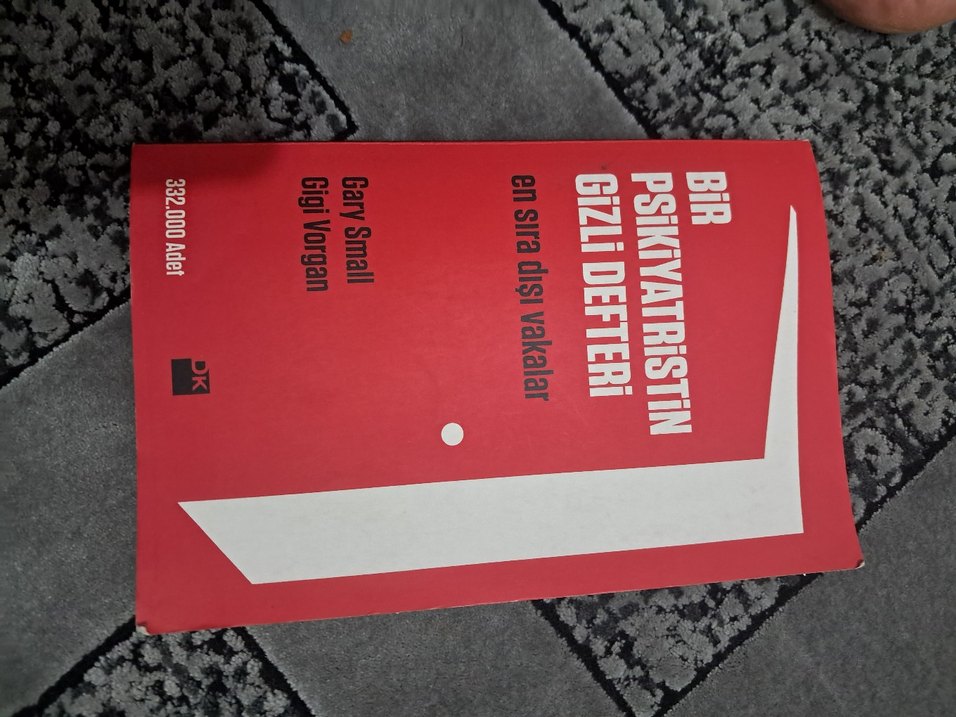 BİR
PSİKİYATRİSTİN
GİZLİ DEFTERİ
en sıra dışı vakalar
Gary Small
Gigi Vorgan
332.000 Adet
DK